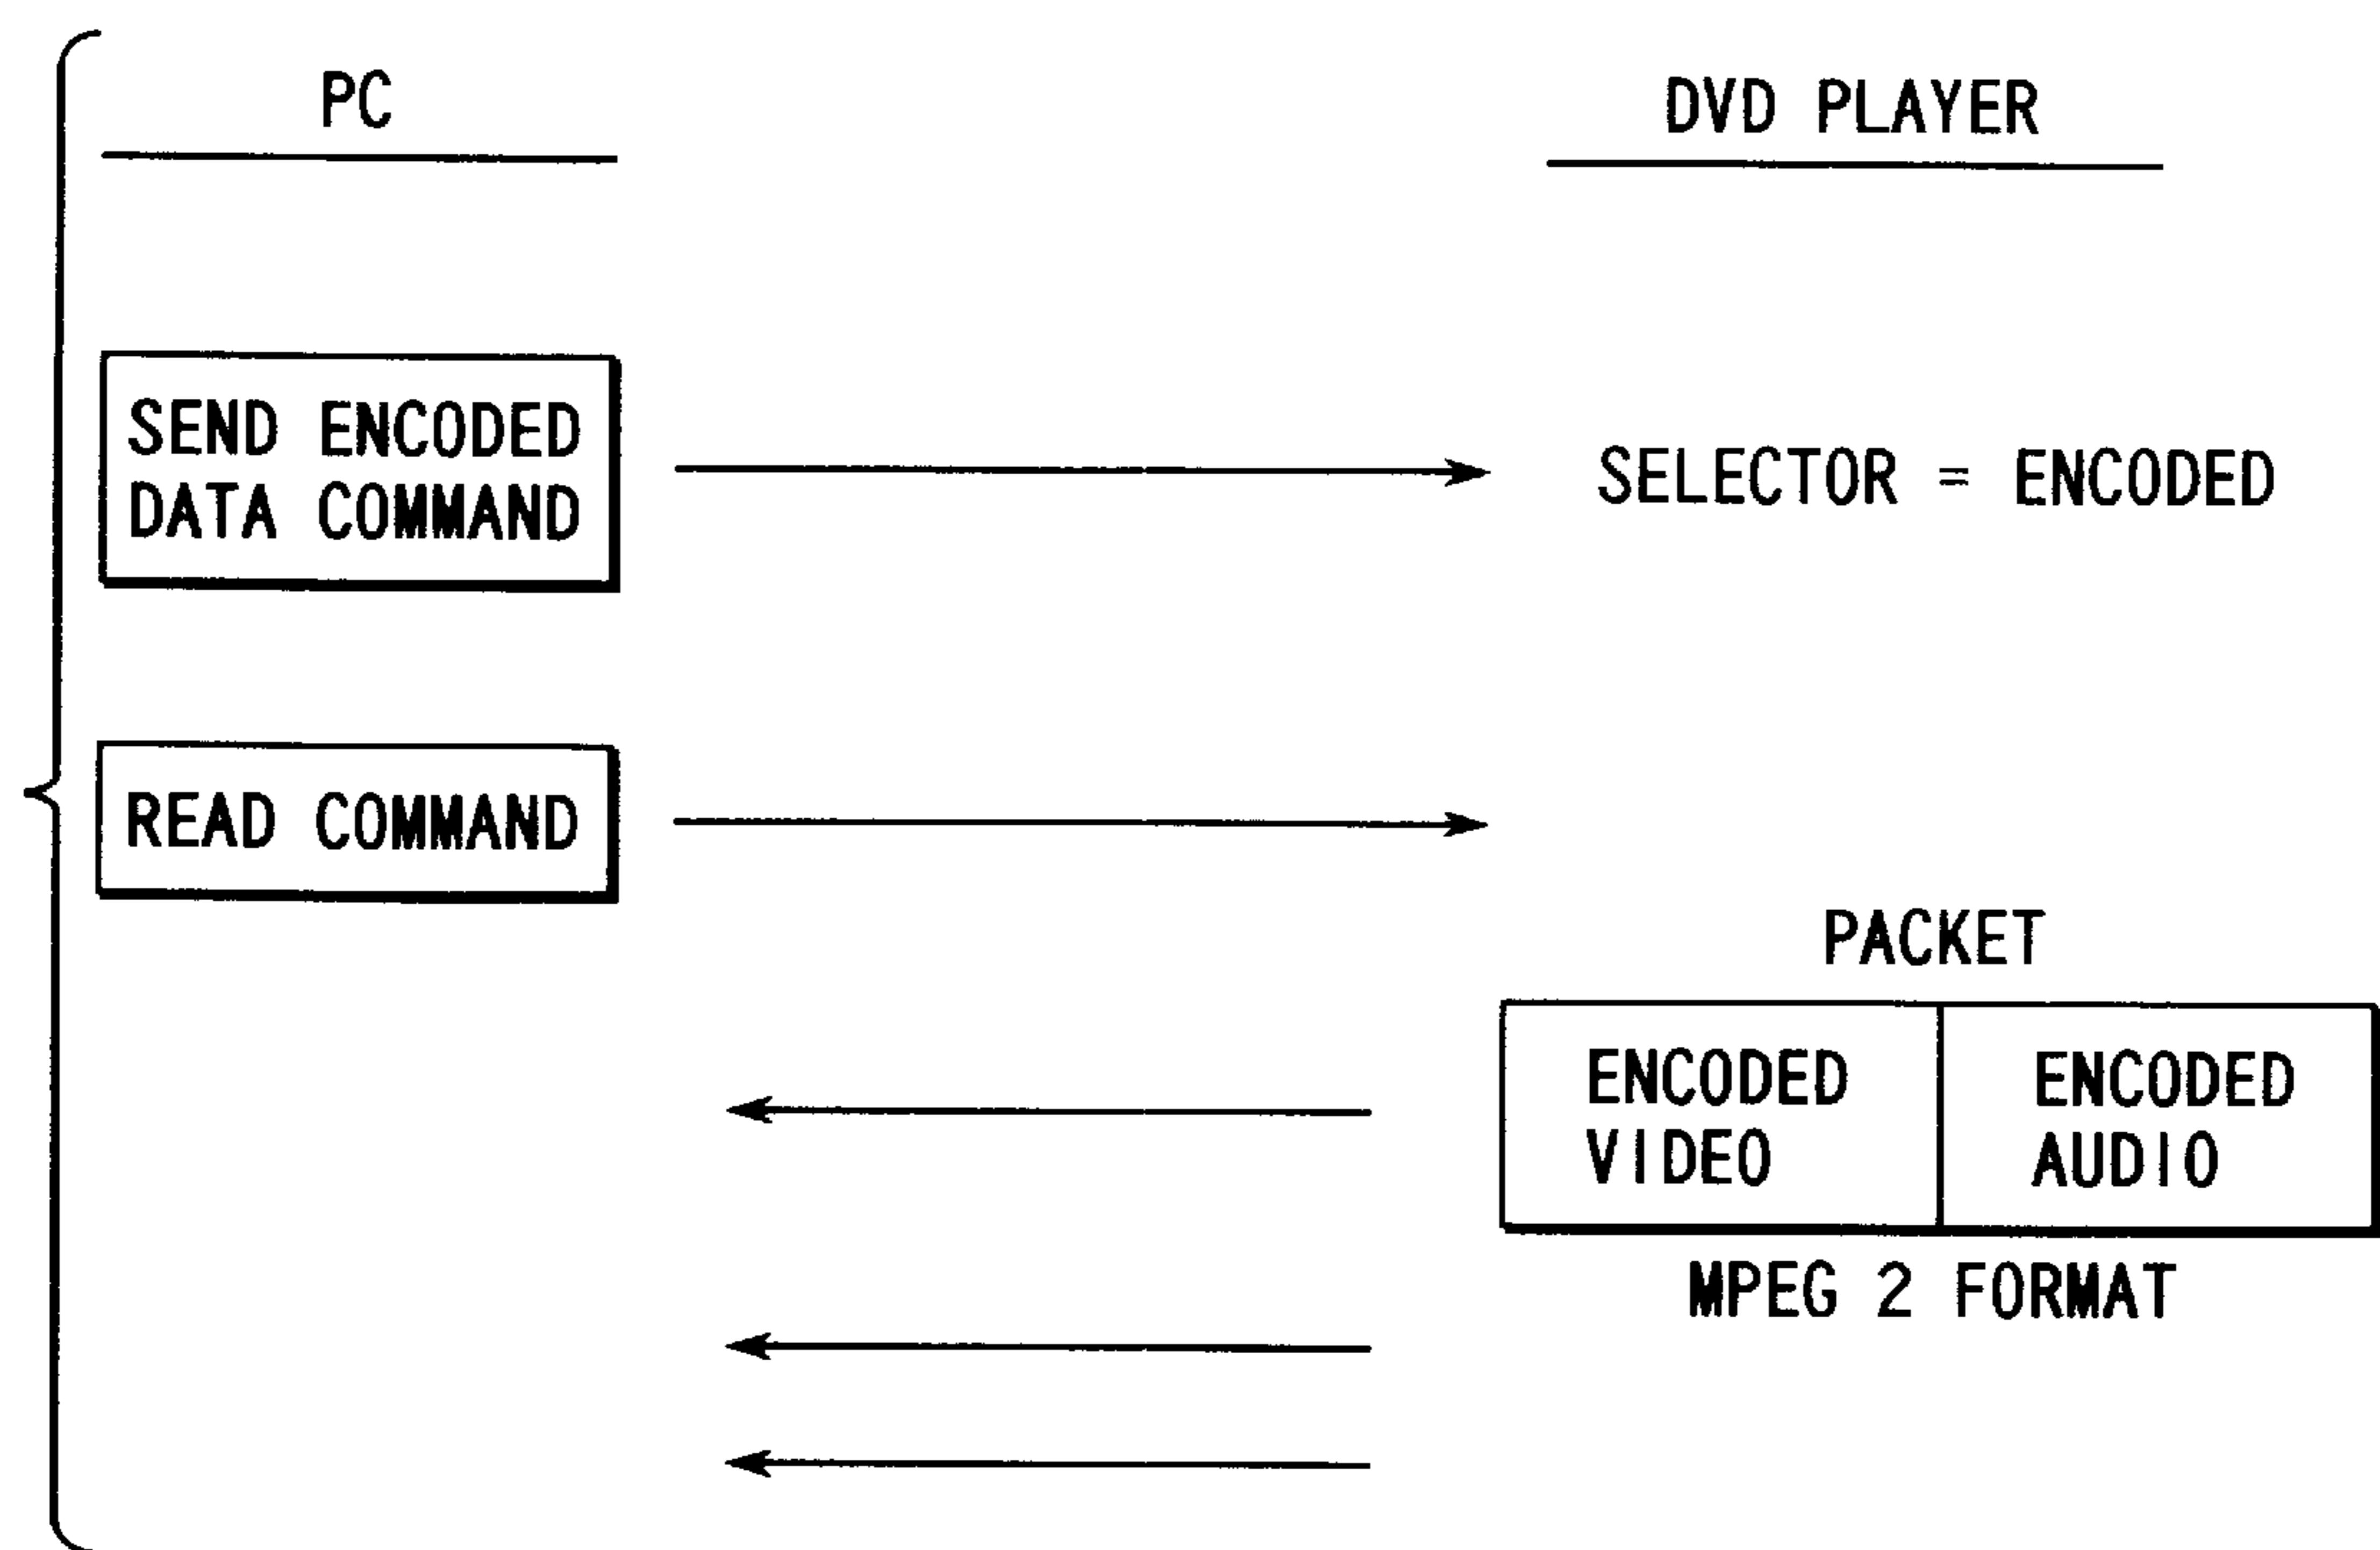 PC
DVD PLAYER
SEND ENCODED
DATA COMMAND
SELECTOR = ENCODED
READ COMMAND
PACKET
ENCODED
VIDEO
ENCODED
AUDIO
MPEG 2 FORMAT